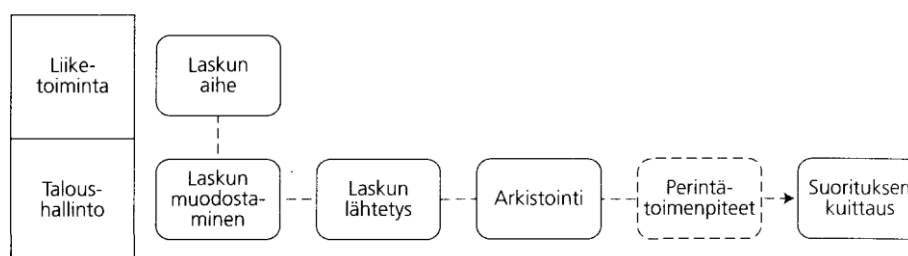 Liike-
toiminta
Laskun
aihe
Talous-
hallinto
Laskun
muodosta-
minen
Laskun
lähtetys
Arkistointi
Perintä-
toimenpiteet
Suorituksen
kuittaus